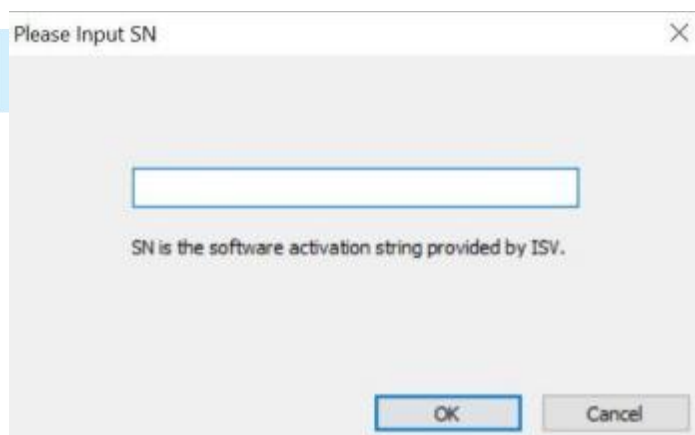 Please Input SN
SN is the software activation string provided by ISV.
OK
Cancel